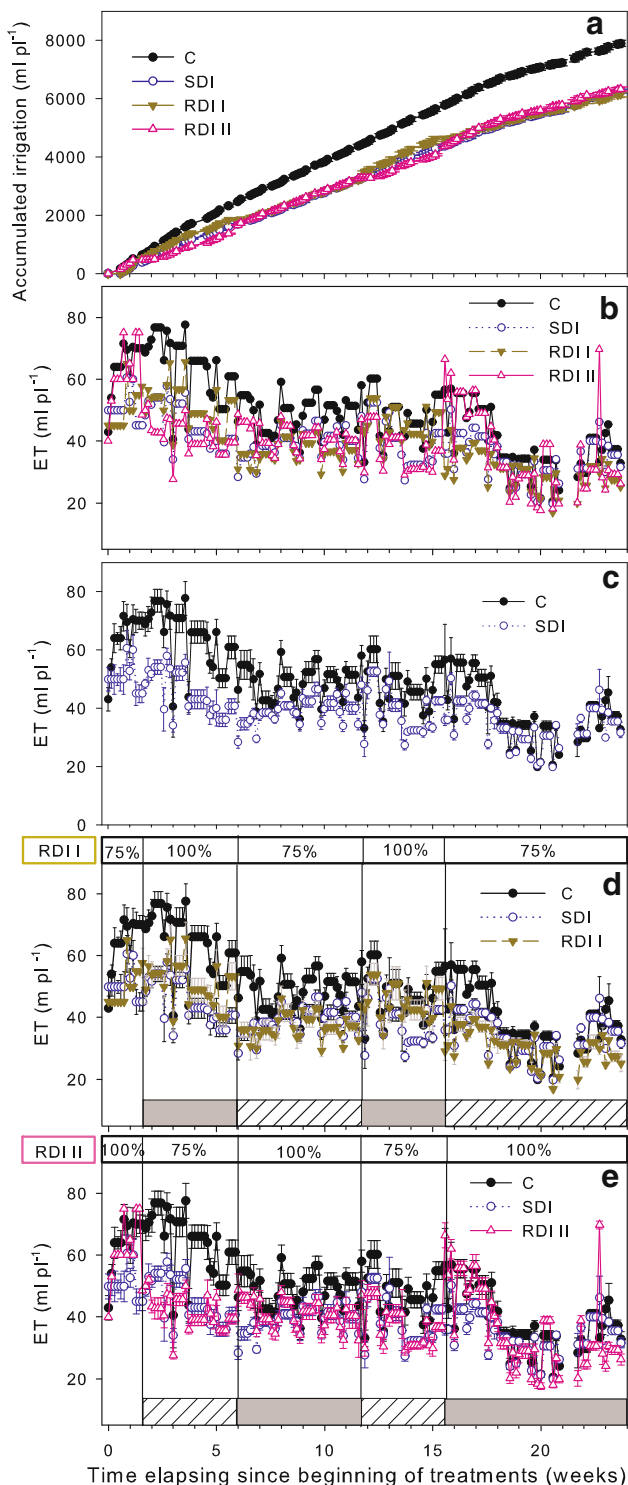 a
8000
6000
4000
2000
0
Accumulated irrigation (ml pl⁻¹)
C
SDI
RDI I
RDI II
b
80
60
40
20
ET (ml pl⁻¹)
C
SDI
RDI I
RDI II
c
80
60
40
20
0
ET (ml pl⁻¹)
C
SDI
RDI I
75%
100%
75%
100%
75%
d
80
60
40
20
ET (m pl⁻¹)
C
SDI
RDI I
RDI II
100%
75%
100%
75%
100%
e
80
60
40
20
ET (ml pl⁻¹)
C
SDI
RDI II
0 5 10 15 20
Time elapsing since beginning of treatments (weeks)